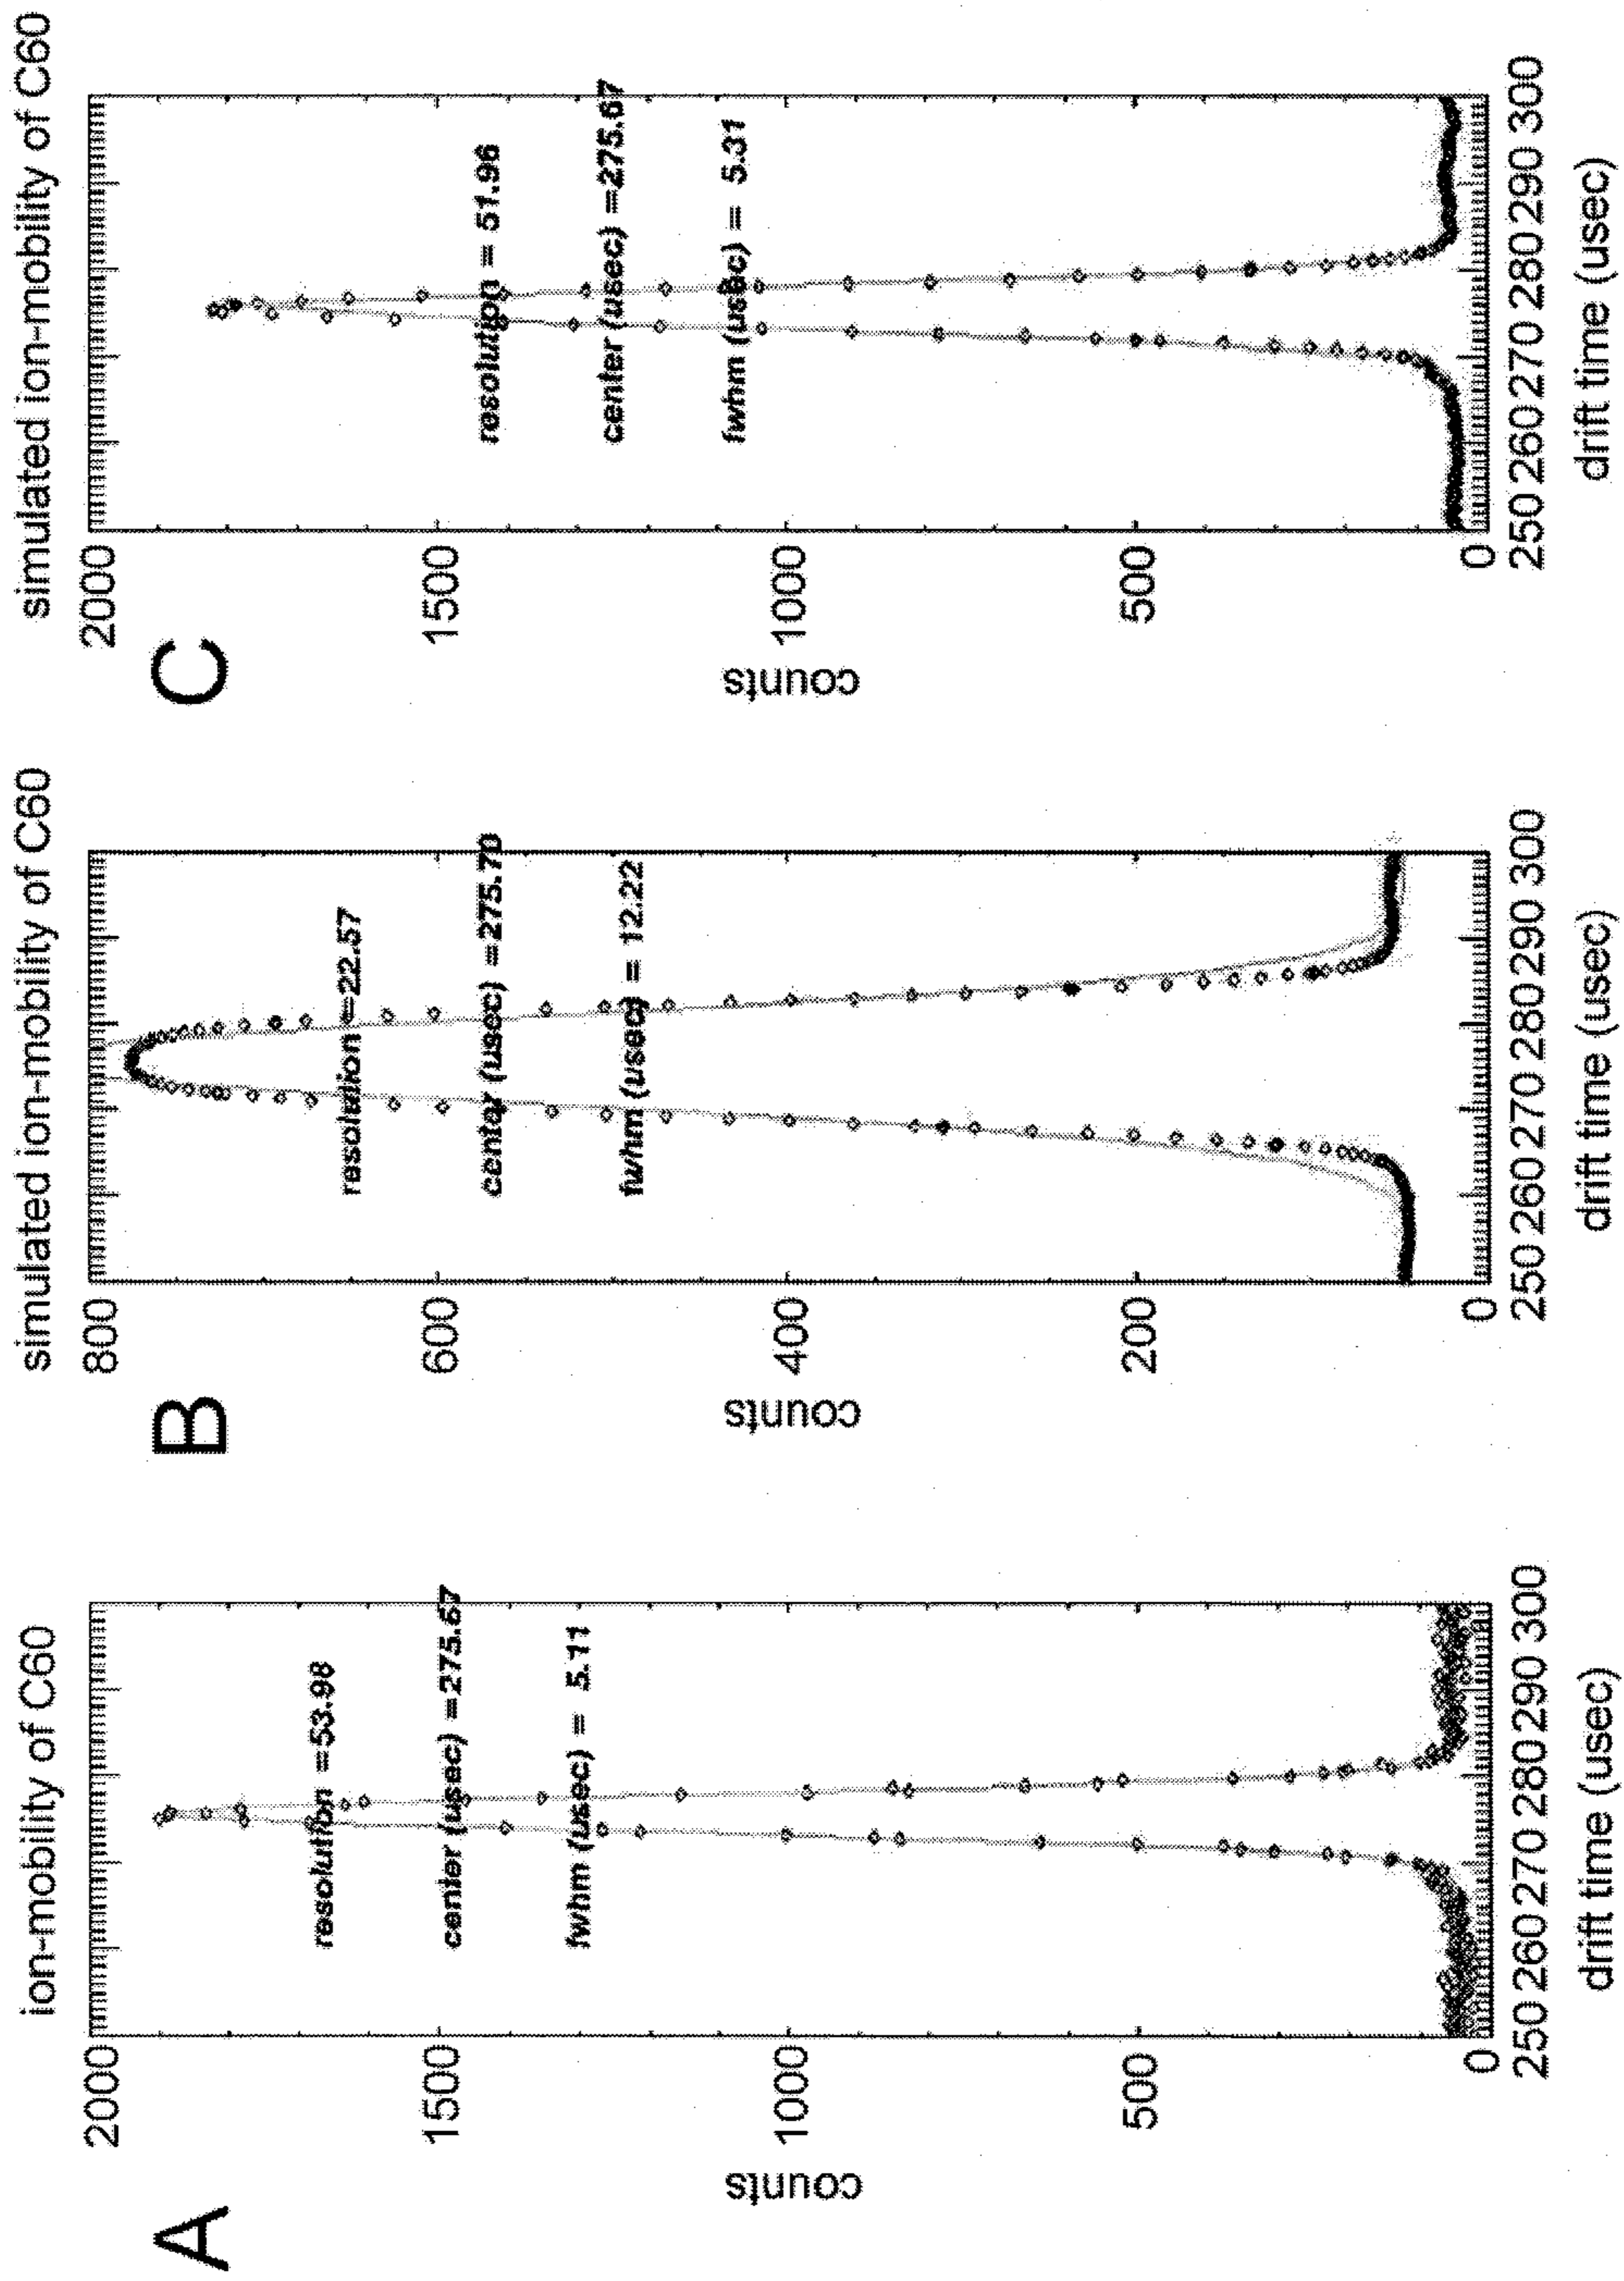 A
ion-mobility of C60
counts
2000
1500
1000
500
0
resolution =53.98
center (usec) =275.67
fwhm (usec) = 5.11
250 260 270 280 290 300
drift time (usec)
B
simulated ion-mobility of C60
counts
800
600
400
200
0
resolution =22.57
center (usec) =275.70
fwhm (usec) = 12.22
250 260 270 280 290 300
drift time (usec)
C
simulated ion-mobility of C60
counts
2000
1500
1000
500
0
resolution = 51.96
center (usec) =275.67
fwhm (usec) = 5.31
250 260 270 280 290 300
drift time (usec)